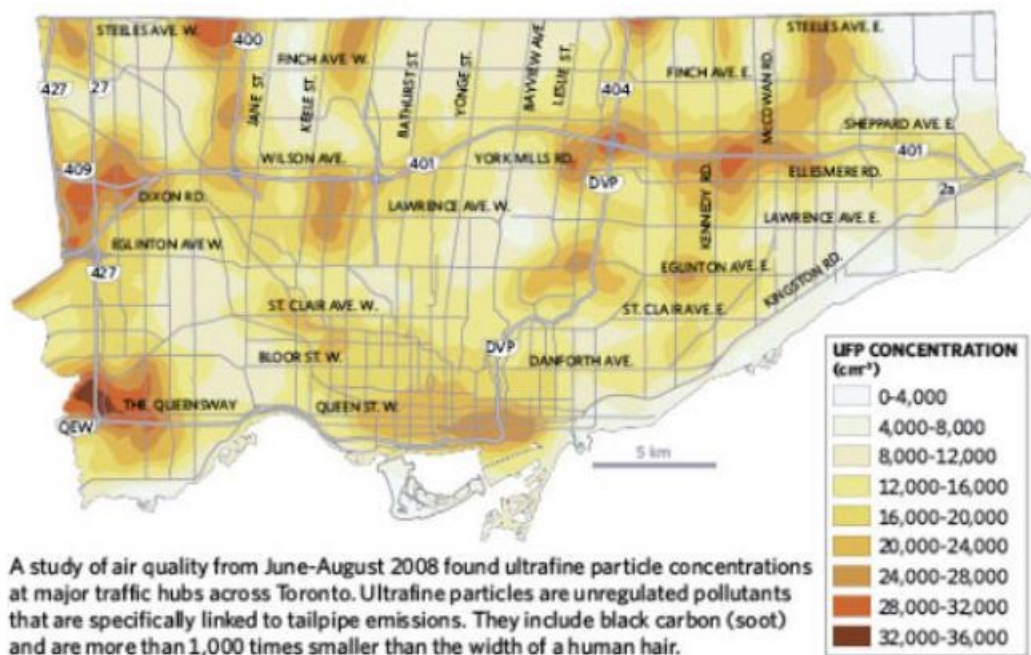 STEELES AVE. W.
400
STEELES AVE. E.
FINCH AVE. W.
BATHURST ST.
YONGE ST.
BAYVIEW AVE.
LESLIE ST.
404
FINCH AVE. E.
McCOWAN RD.
427
27
JANE ST.
KEELE ST.
SHEPPARD AVE. E.
409
WILSON AVE.
401
YORK MILLS RD.
401
ELLESMERE RD.
DIXON RD.
DVP
2a
LAWRENCE AVE. W.
KENNEDY RD.
LAWRENCE AVE. E.
EGLINTON AVE W.
427
EGLINTON AVE. E.
KINGSTON RD.
ST. CLAIR AVE. W.
ST. CLAIR AVE. E.
BLOOR ST. W.
DVP
DANFORTH AVE.
THE QUEENSWAY
QUEEN ST. W.
QEW
5 km
UFP CONCENTRATION
(cm³)
0-4,000
4,000-8,000
8,000-12,000
12,000-16,000
16,000-20,000
20,000-24,000
24,000-28,000
28,000-32,000
32,000-36,000
A study of air quality from June-August 2008 found ultrafine particle concentrations
at major traffic hubs across Toronto. Ultrafine particles are unregulated pollutants
that are specifically linked to tailpipe emissions. They include black carbon (soot)
and are more than 1,000 times smaller than the width of a human hair.